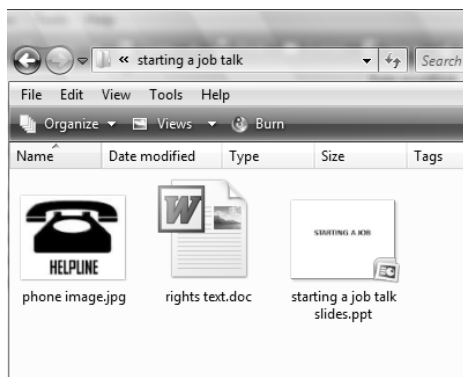 « starting a job talk
Search
File Edit View Tools Help
Organize Views Burn
Name Date modified Type Size Tags
HELPLINE
W
STARTING A JOB
phone image.jpg rights text.doc starting a job talk
slides.ppt